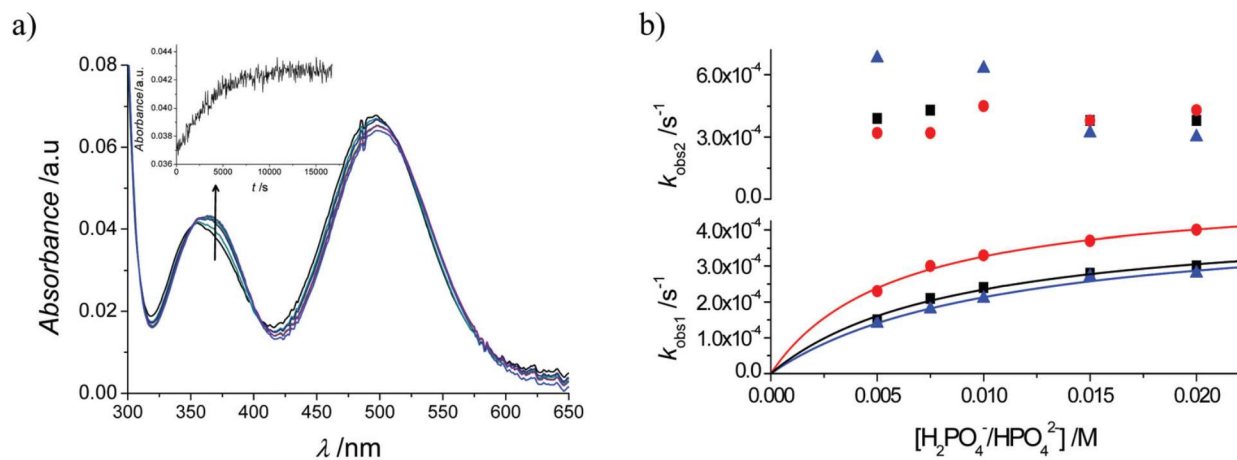 a)
0.08
0.06
0.04
0.02
0.00
Absorbance /a.u
300 350 400 450 500 550 600 650
λ /nm
0.044
0.042
0.040
0.038
0.036
Aborbance /a.u.
0 5000 10000 15000
t /s
b)
6.0x10⁻⁴
3.0x10⁻⁴
0.0
k_obs2 /s⁻¹
4.0x10⁻⁴
3.0x10⁻⁴
2.0x10⁻⁴
1.0x10⁻⁴
0.0
k_obs1 /s⁻¹
0.000 0.005 0.010 0.015 0.020
[H₂PO₄⁻/HPO₄²⁻] /M